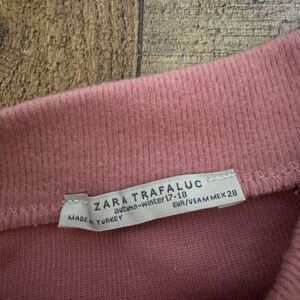 ZARA TRAFALUC
autumn-winter 17-18
MADE IN TURKEY EUR/USA M MEX 28